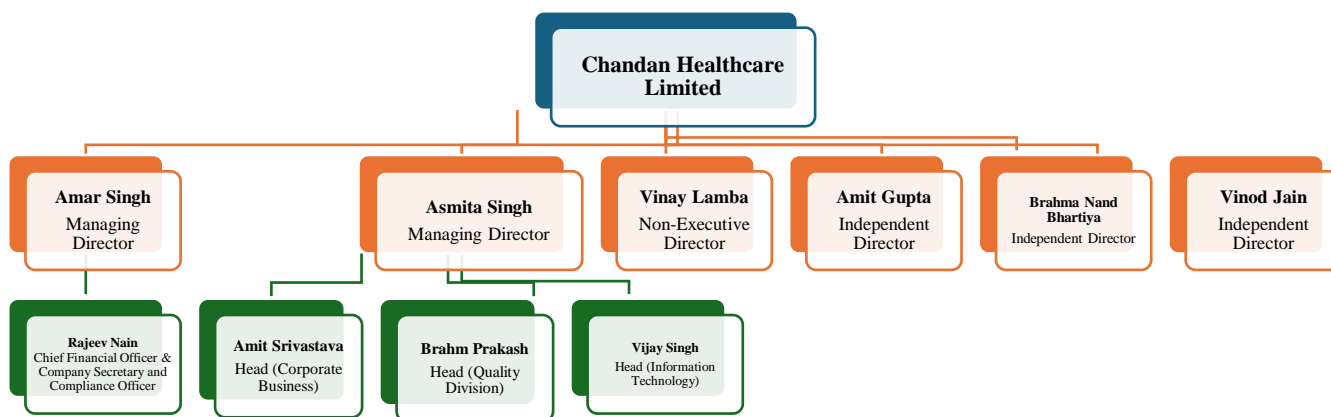 Chandan Healthcare
Limited
Amar Singh
Managing
Director
Asmita Singh
Managing Director
Vinay Lamba
Non-Executive
Director
Amit Gupta
Independent
Director
Brahma Nand
Bhartiya
Independent Director
Vinod Jain
Independent
Director
Rajeev Nain
Chief Financial Officer &
Company Secretary and
Compliance Officer
Amit Srivastava
Head (Corporate
Business)
Brahm Prakash
Head (Quality
Division)
Vijay Singh
Head (Information
Technology)